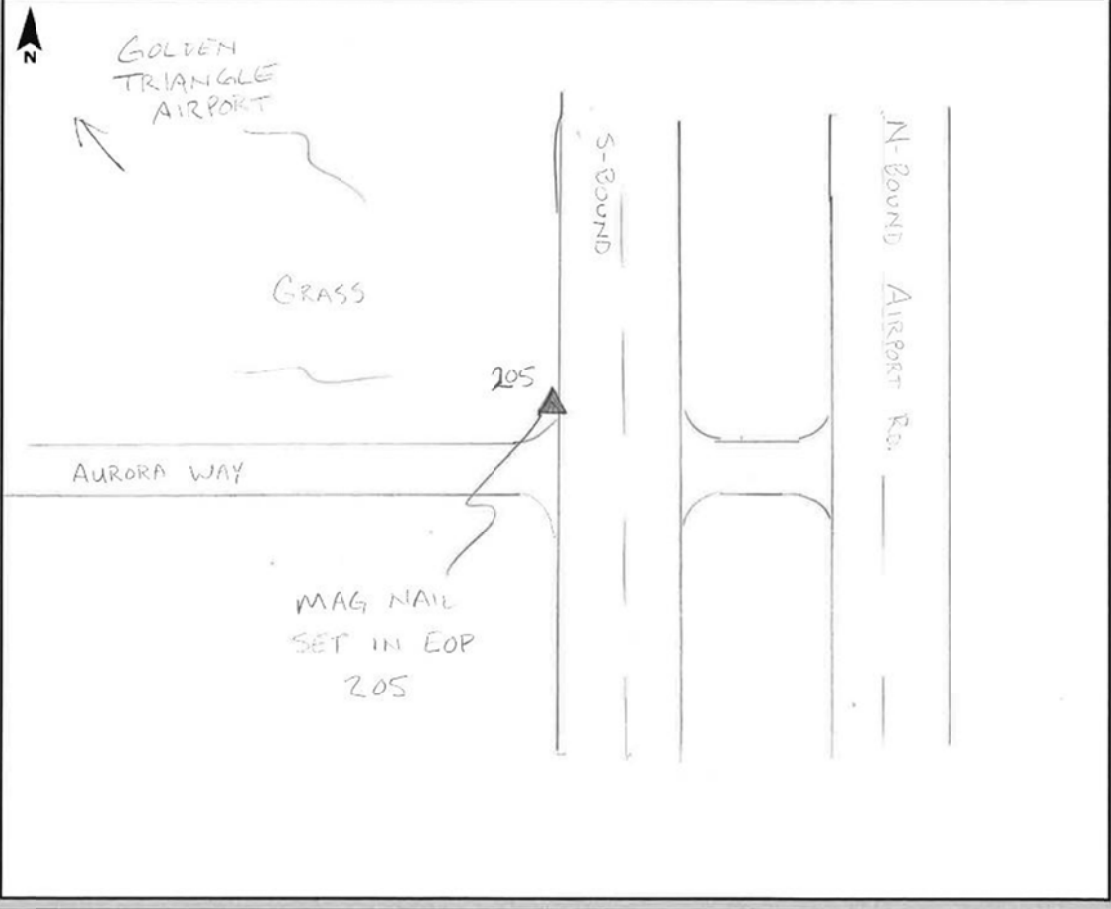 N
GOLDEN
TRIANGLE
AIRPORT
S-BOUND
N-BOUND AIRPORT RD.
GRASS
205
AURORA WAY
MAG NAIL
SET IN EOP
205